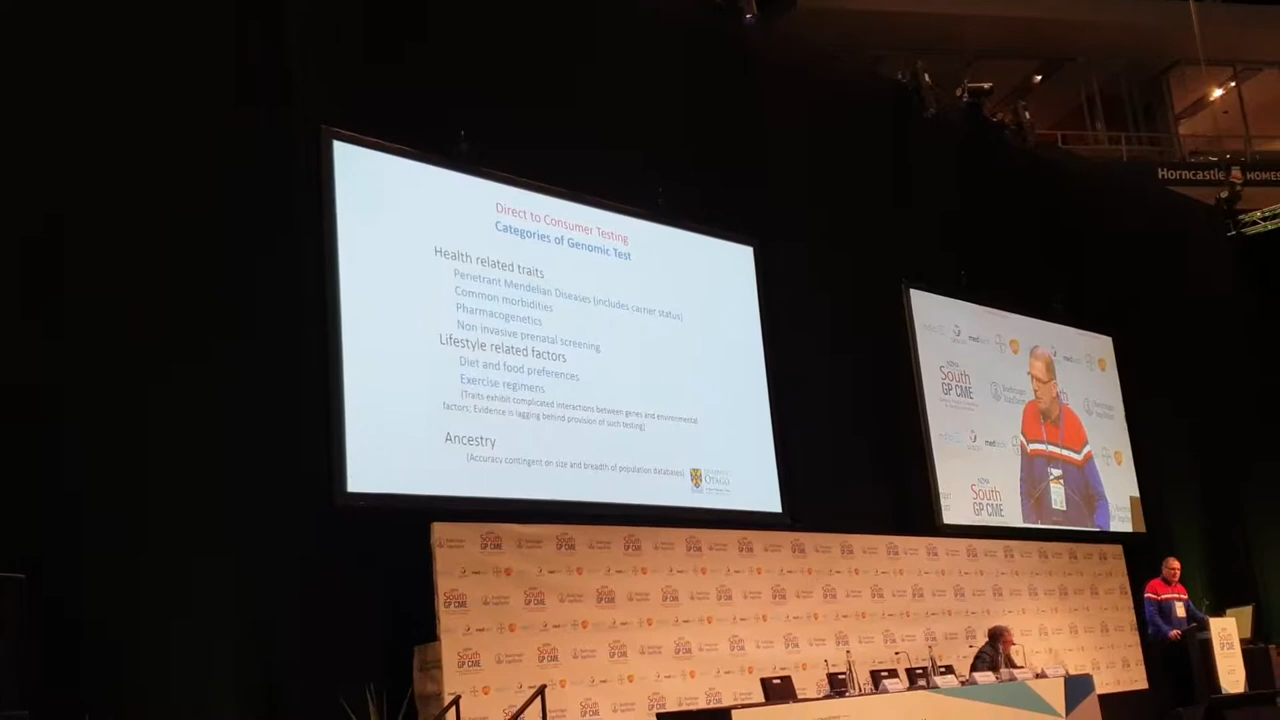 Direct to Consumer Testing
Categories of Genomic Test
Health related traits
Penetrant Mendelian Diseases (includes carrier status)
Common morbidities
Pharmacogenetics
Non invasive prenatal screening
Lifestyle related factors
Diet and food preferences
Exercise regimens
(Traits exhibit complicated interactions between genes and environmental
factors; Evidence is lagging behind provision of such testing)
Ancestry
(Accuracy contingent on size and breadth of population databases)
OTAGO
Horncastle HOMES
South
GP CME
South
GP CME